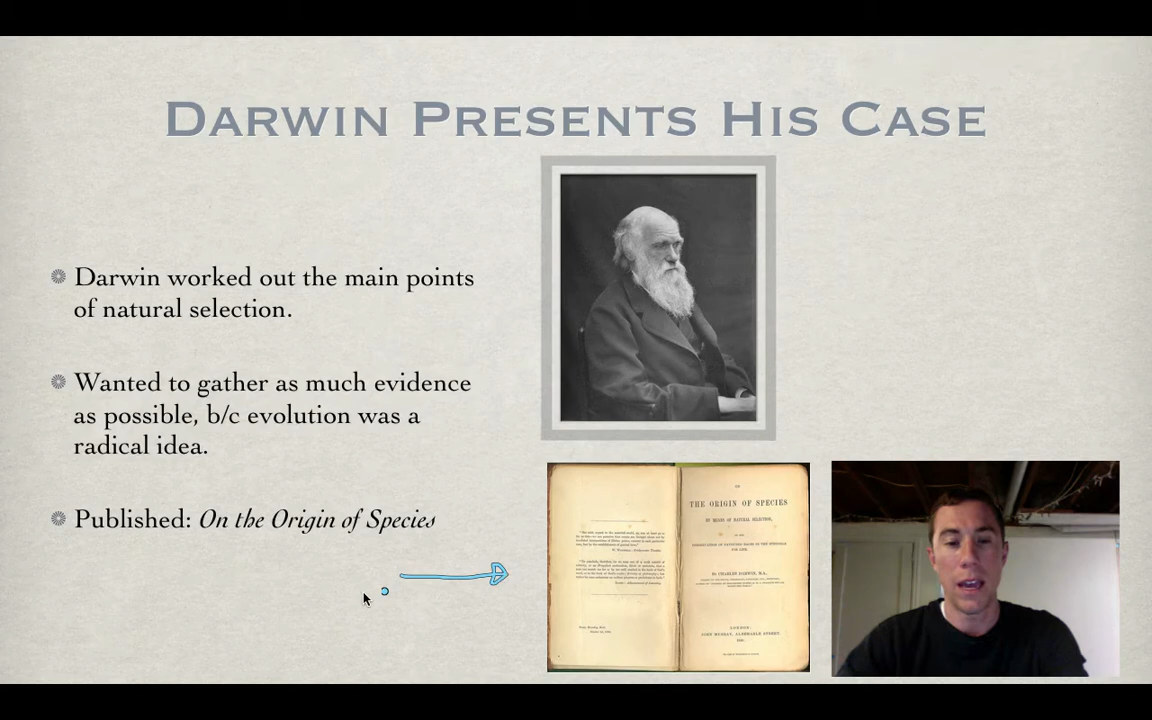 DARWIN PRESENTS HIS CASE
Darwin worked out the main points
of natural selection.
Wanted to gather as much evidence
as possible, b/c evolution was a
radical idea.
Published: On the Origin of Species
ON
THE ORIGIN OF SPECIES
BY MEANS OF NATURAL SELECTION,
BY CHARLES DARWIN, M.A.,
LONDON:
JOHN MURRAY, ALBEMARLE STREET.